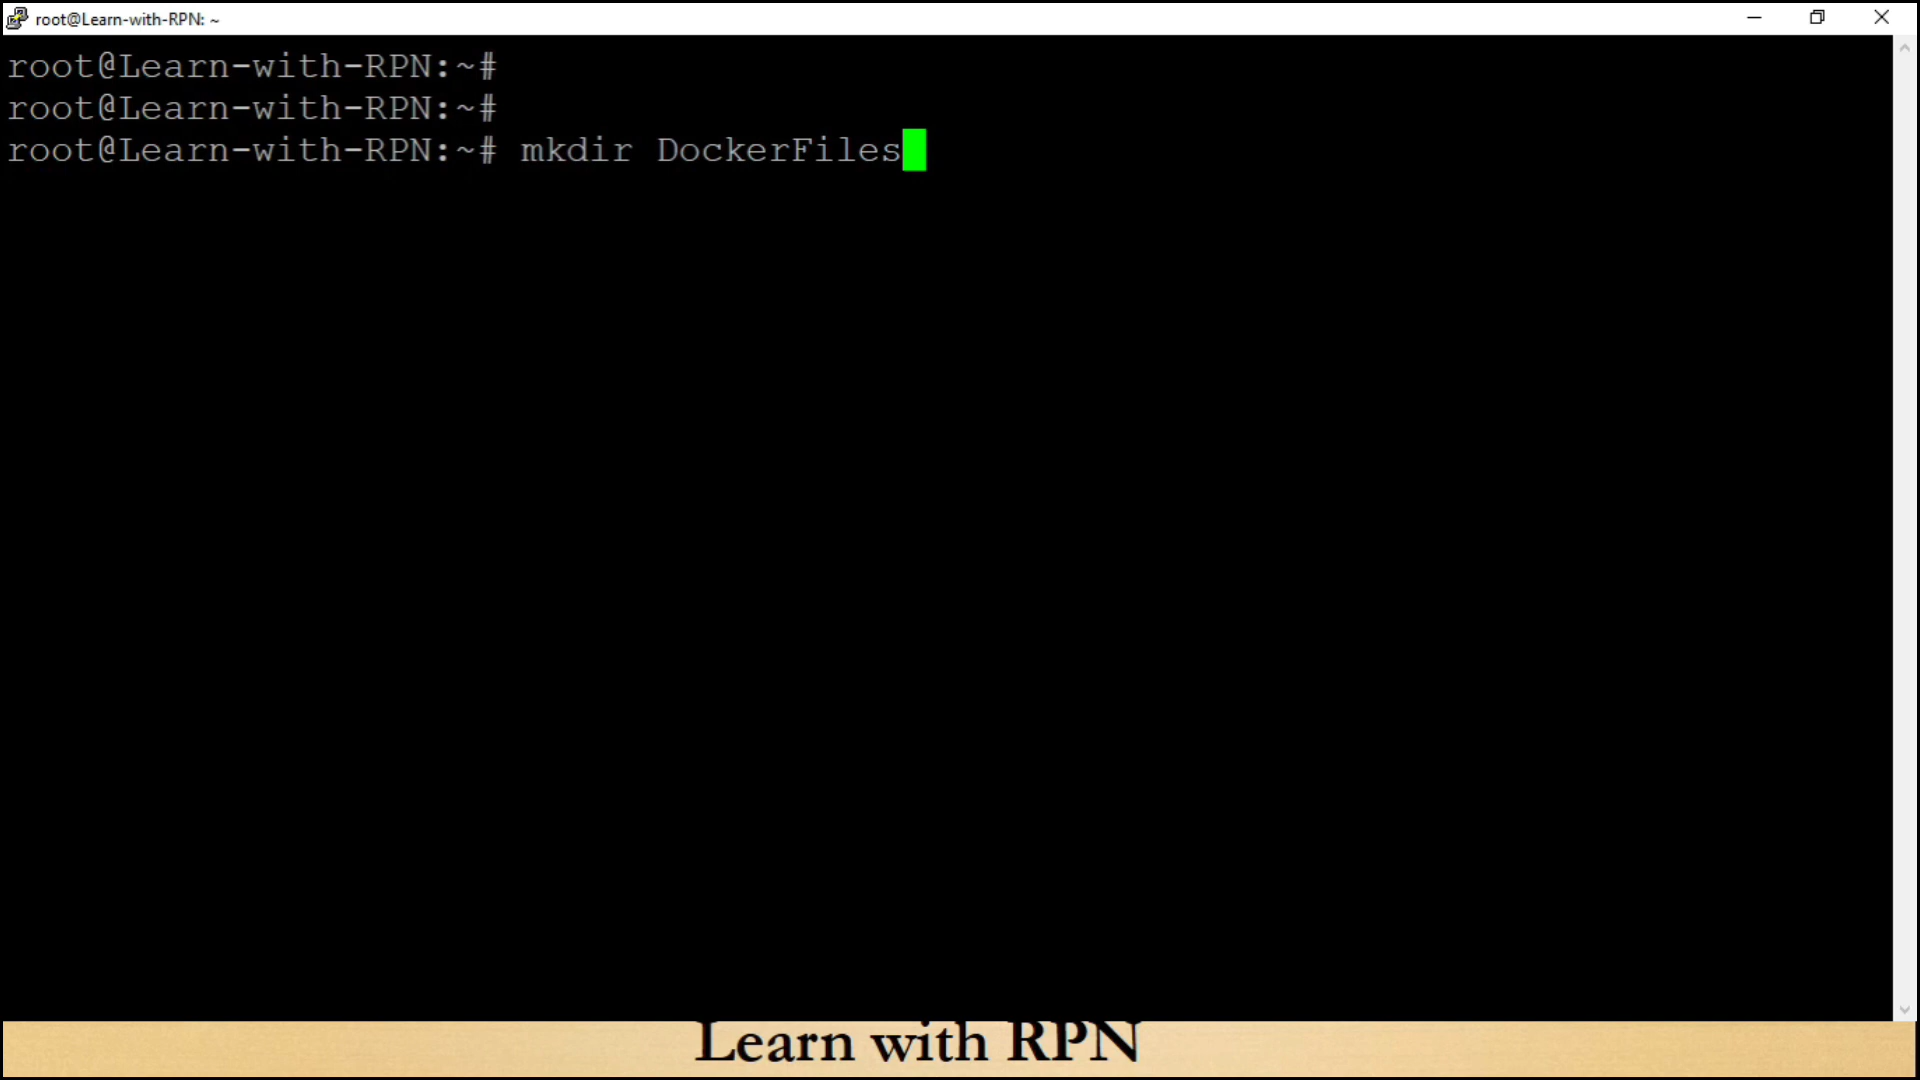 root@Learn-with-RPN: ~
root@Learn-with-RPN:~#
root@Learn-with-RPN:~#
root@Learn-with-RPN:~# mkdir DockerFiles
Learn with RPN